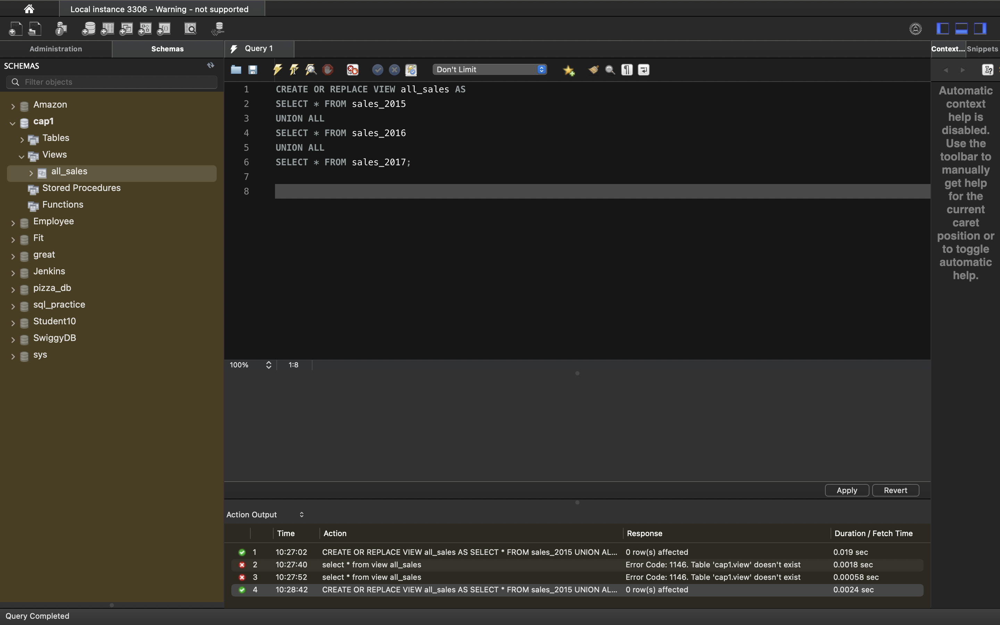 Local instance 3306 - Warning - not supported
Administration
Schemas
Query 1
Context...
Snippets
SCHEMAS
Filter objects
Don't Limit
Amazon
cap1
Tables
Views
all_sales
Stored Procedures
Functions
Employee
Fit
great
Jenkins
pizza_db
sql_practice
Student10
SwiggyDB
sys
1 CREATE OR REPLACE VIEW all_sales AS
2 SELECT * FROM sales_2015
3 UNION ALL
4 SELECT * FROM sales_2016
5 UNION ALL
6 SELECT * FROM sales_2017;
7
8
Automatic
context
help is
disabled.
Use the
toolbar to
manually
get help
for the
current
caret
position or
to toggle
automatic
help.
100% 1:8
Apply Revert
Action Output
Time Action Response Duration / Fetch Time
1 10:27:02 CREATE OR REPLACE VIEW all_sales AS SELECT * FROM sales_2015 UNION AL... 0 row(s) affected 0.019 sec
2 10:27:40 select * from view all_sales Error Code: 1146. Table 'cap1.view' doesn't exist 0.0018 sec
3 10:27:52 select * from view all_sales Error Code: 1146. Table 'cap1.view' doesn't exist 0.00058 sec
4 10:28:42 CREATE OR REPLACE VIEW all_sales AS SELECT * FROM sales_2015 UNION AL... 0 row(s) affected 0.0024 sec
Query Completed